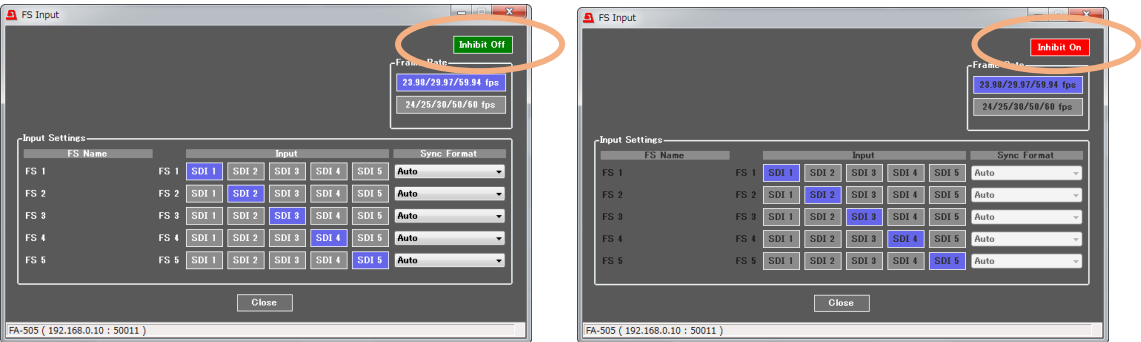 FS Input
Inhibit Off
Frame Rate
23.98/29.97/59.94 fps
24/25/30/50/60 fps
Input Settings
FS Name Input Sync Format
FS 1 FS 1 SDI 1 SDI 2 SDI 3 SDI 4 SDI 5 Auto
FS 2 FS 2 SDI 1 SDI 2 SDI 3 SDI 4 SDI 5 Auto
FS 3 FS 3 SDI 1 SDI 2 SDI 3 SDI 4 SDI 5 Auto
FS 4 FS 4 SDI 1 SDI 2 SDI 3 SDI 4 SDI 5 Auto
FS 5 FS 5 SDI 1 SDI 2 SDI 3 SDI 4 SDI 5 Auto
Close
FA-505 ( 192.168.0.10 : 50011 )
FS Input
Inhibit On
Frame Rate
23.98/29.97/59.94 fps
24/25/30/50/60 fps
Input Settings
FS Name Input Sync Format
FS 1 FS 1 SDI 1 SDI 2 SDI 3 SDI 4 SDI 5 Auto
FS 2 FS 2 SDI 1 SDI 2 SDI 3 SDI 4 SDI 5 Auto
FS 3 FS 3 SDI 1 SDI 2 SDI 3 SDI 4 SDI 5 Auto
FS 4 FS 4 SDI 1 SDI 2 SDI 3 SDI 4 SDI 5 Auto
FS 5 FS 5 SDI 1 SDI 2 SDI 3 SDI 4 SDI 5 Auto
Close
FA-505 ( 192.168.0.10 : 50011 )